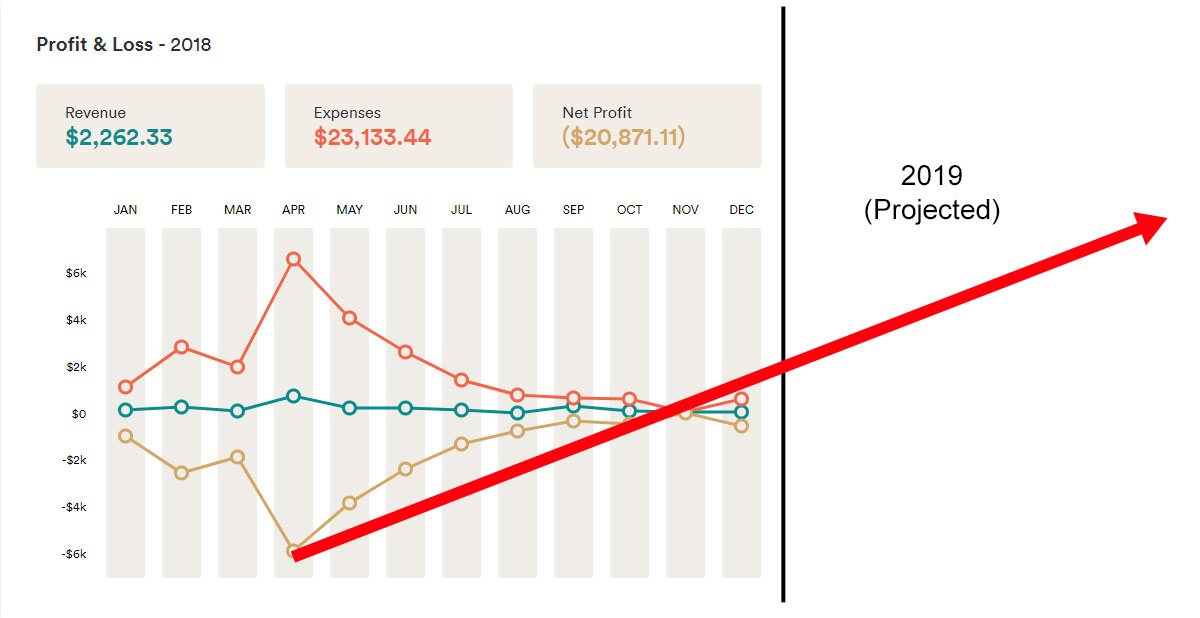 Profit & Loss - 2018
Revenue
$2,262.33
Expenses
$23,133.44
Net Profit
($20,871.11)
2019
(Projected)
JAN FEB MAR APR MAY JUN JUL AUG SEP OCT NOV DEC
$6k
$4k
$2k
$0
-$2k
-$4k
-$6k